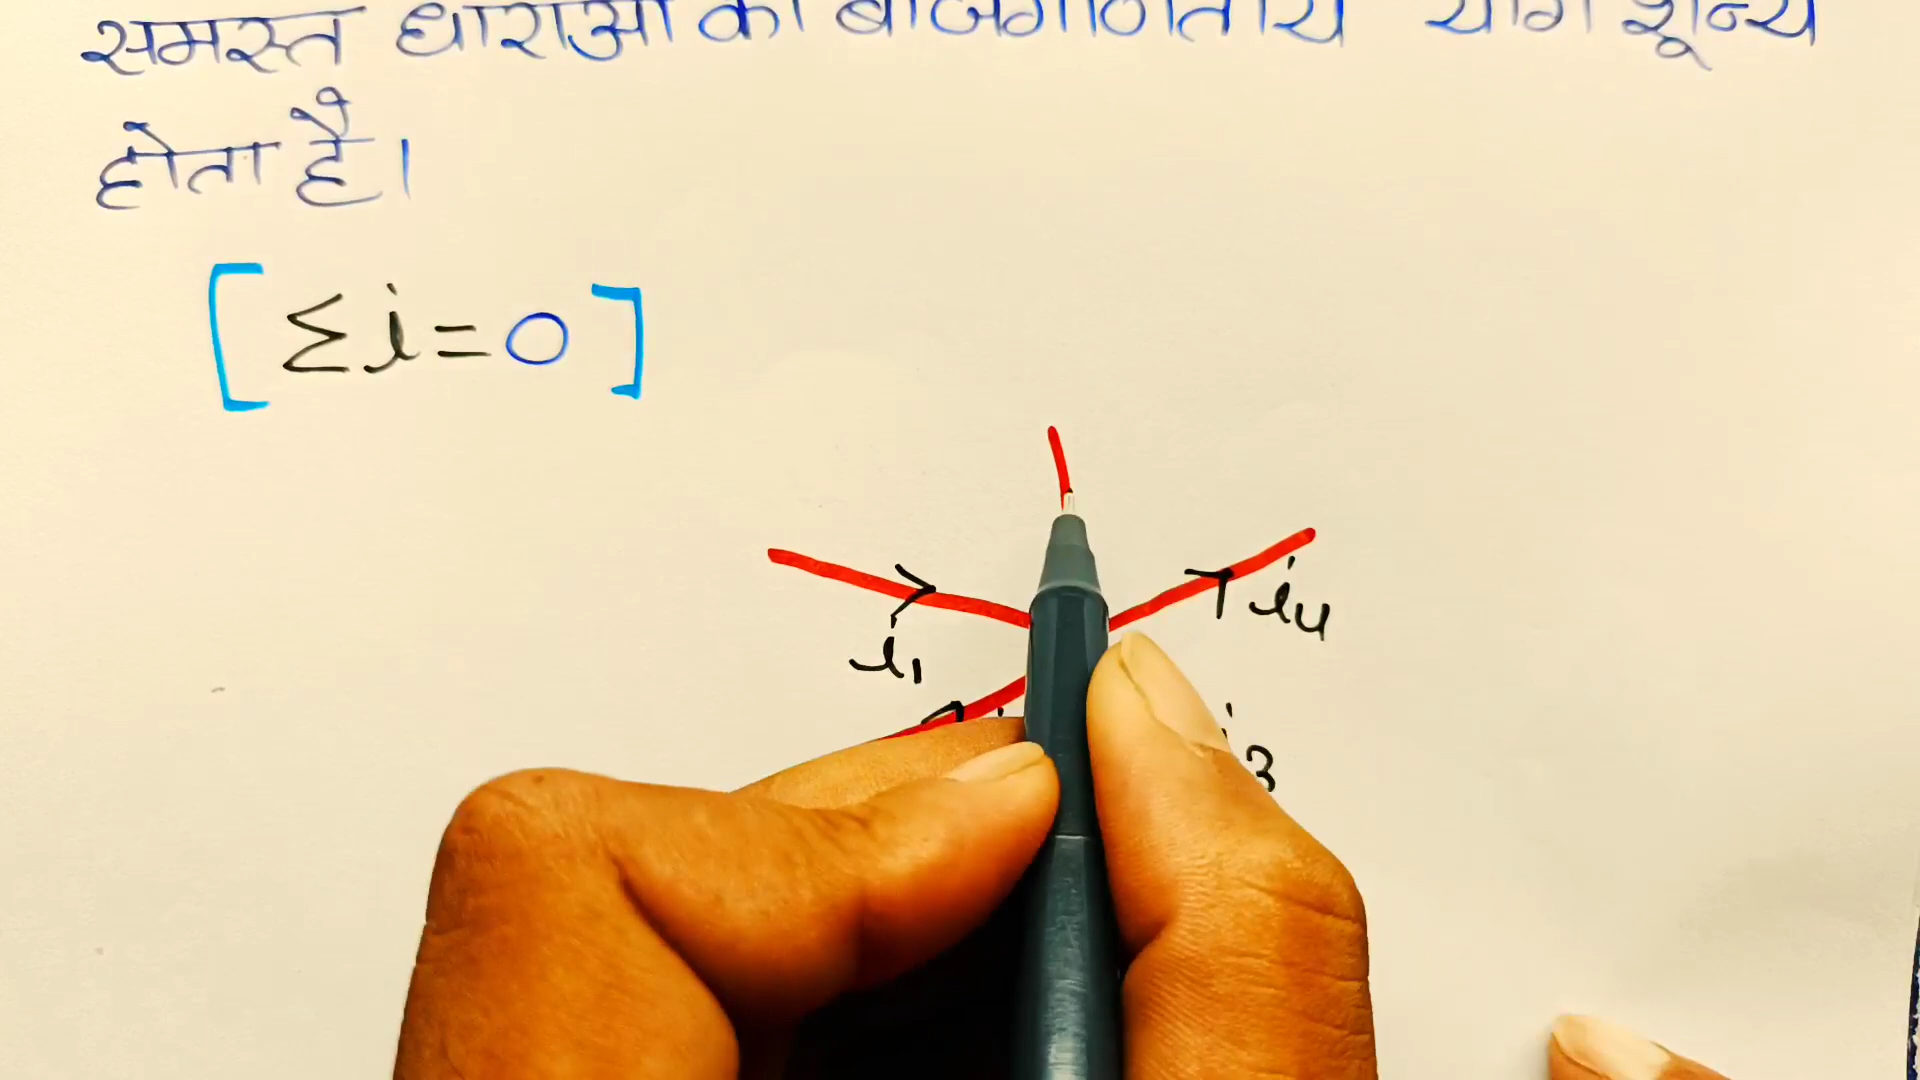 समस्त धाराओं का बीजगणितीय योग शून्य
होता है।
[ Σi=0 ]
i₄
i₁
i₃